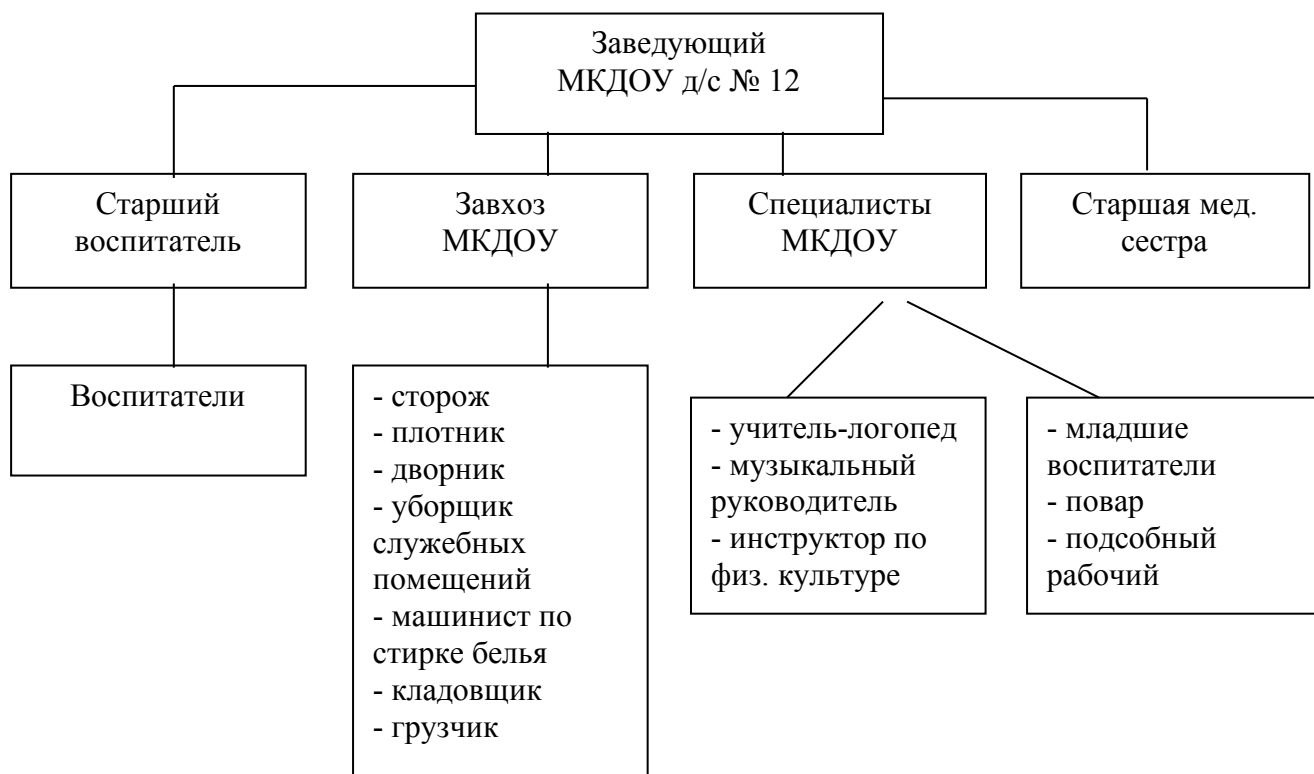 Заведующий
МКДОУ д/с № 12
Старший
воспитатель
Завхоз
МКДОУ
Специалисты
МКДОУ
Старшая мед.
сестра
Воспитатели
- сторож
- плотник
- дворник
- уборщик
служебных
помещений
- машинист по
стирке белья
- кладовщик
- грузчик
- учитель-логопед
- музыкальный
руководитель
- инструктор по
физ. культуре
- младшие
воспитатели
- повар
- подсобный
рабочий